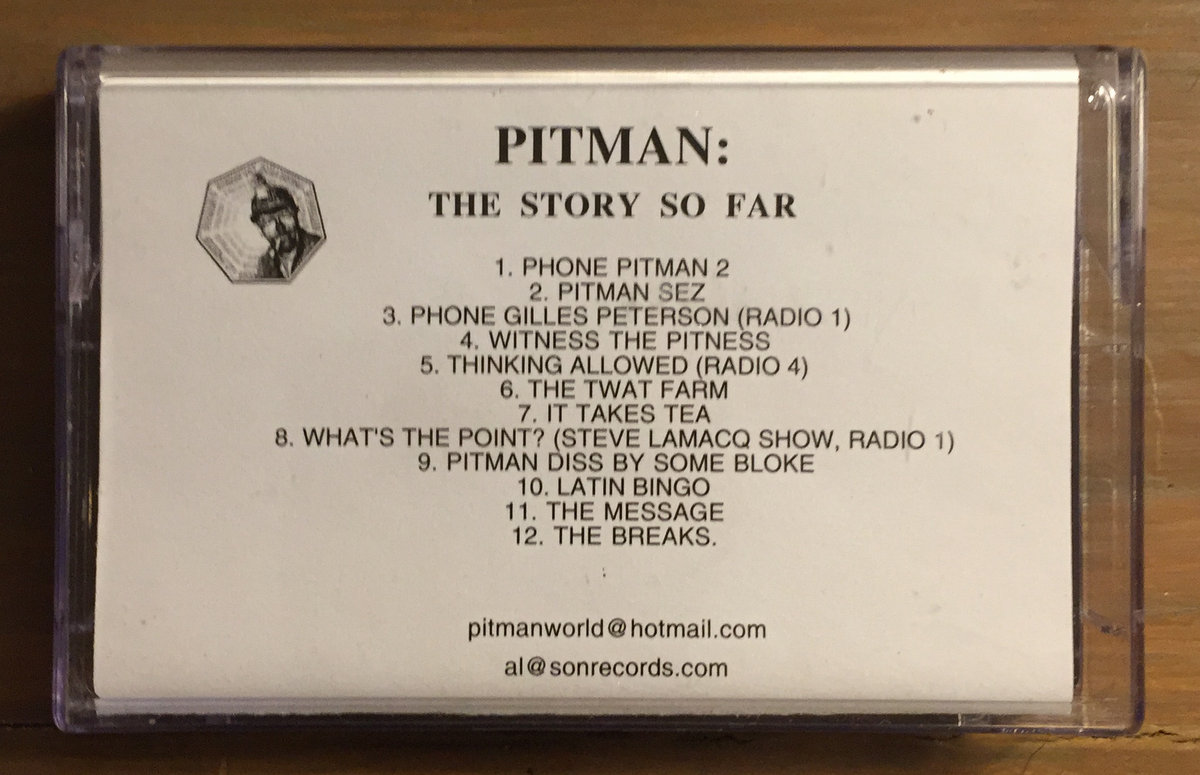 PITMAN:
THE STORY SO FAR
1. PHONE PITMAN 2
2. PITMAN SEZ
3. PHONE GILLES PETERSON (RADIO 1)
4. WITNESS THE PITNESS
5. THINKING ALLOWED (RADIO 4)
6. THE TWAT FARM
7. IT TAKES TEA
8. WHAT'S THE POINT? (STEVE LAMACQ SHOW, RADIO 1)
9. PITMAN DISS BY SOME BLOKE
10. LATIN BINGO
11. THE MESSAGE
12. THE BREAKS.
pitmanworld@hotmail.com
al@sonrecords.com